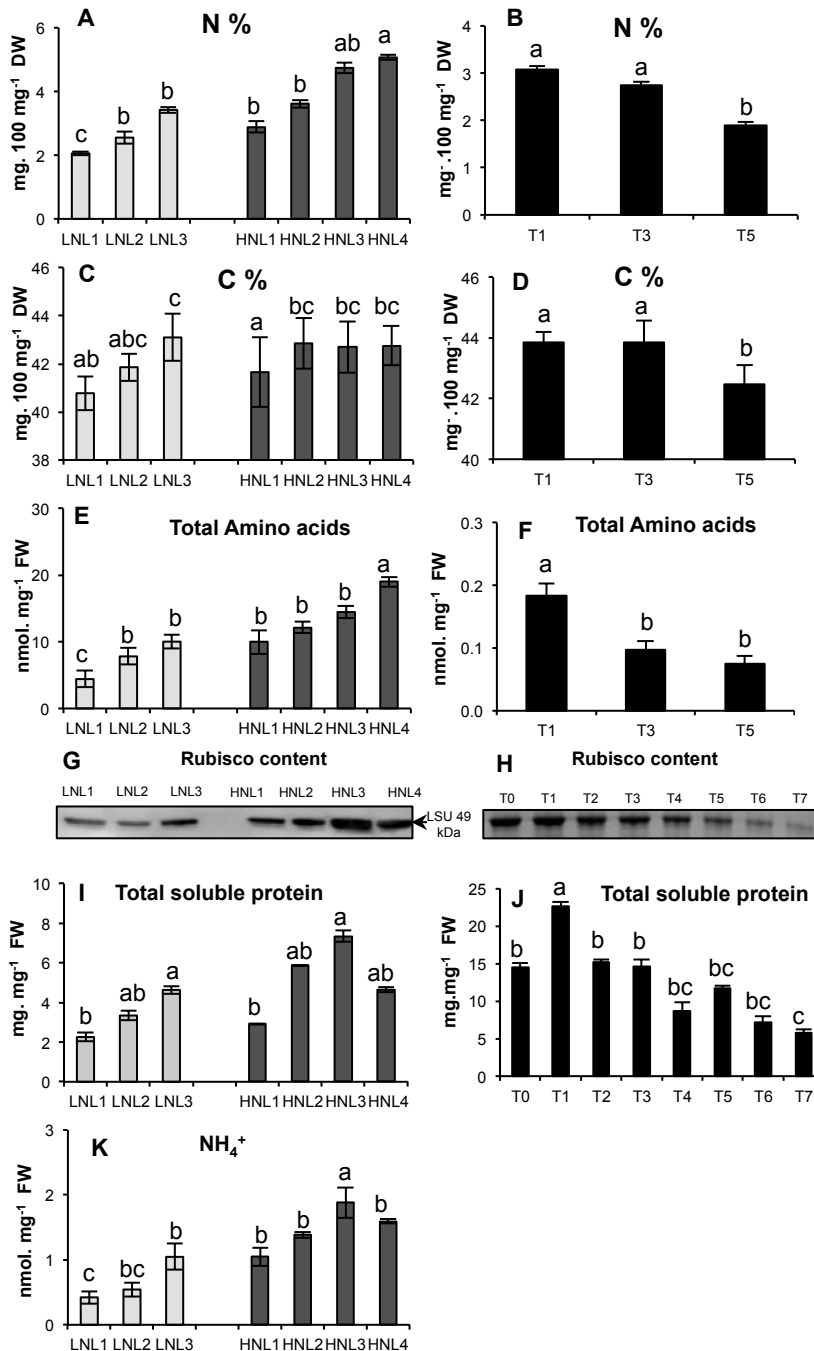 A
N %
mg. 100 mg⁻¹ DW
6
4
2
0
c
b
b
b
b
ab
a
LNL1 LNL2 LNL3 HNL1 HNL2 HNL3 HNL4
B
N %
mg⁻.100 mg⁻¹ DW
4
3
2
1
0
a
a
b
T1 T3 T5
C
C %
mg. 100 mg⁻¹ DW
46
43
40
38
ab
abc
c
a
bc
bc
bc
LNL1 LNL2 LNL3 HNL1 HNL2 HNL3 HNL4
D
C %
mg⁻.100 mg⁻¹ DW
46
44
42
40
a
a
b
T1 T3 T5
E
Total Amino acids
nmol. mg⁻¹ FW
30
20
10
0
c
b
b
b
b
b
a
LNL1 LNL2 LNL3 HNL1 HNL2 HNL3 HNL4
F
Total Amino acids
nmol. mg⁻¹ FW
0.3
0.2
0.1
0.0
a
b
b
T1 T3 T5
G
Rubisco content
LNL1 LNL2 LNL3 HNL1 HNL2 HNL3 HNL4
LSU 49
kDa
H
Rubisco content
T0 T1 T2 T3 T4 T5 T6 T7
I
Total soluble protein
mg. mg⁻¹ FW
10
8
6
4
2
0
b
ab
a
b
ab
a
ab
LNL1 LNL2 LNL3 HNL1 HNL2 HNL3 HNL4
J
Total soluble protein
mg.mg⁻¹ FW
25
20
15
10
5
0
b
a
b
b
bc
bc
bc
c
T0 T1 T2 T3 T4 T5 T6 T7
K
NH₄⁺
nmol. mg⁻¹ FW
3
2
1
0
c
bc
b
b
b
a
b
LNL1 LNL2 LNL3 HNL1 HNL2 HNL3 HNL4